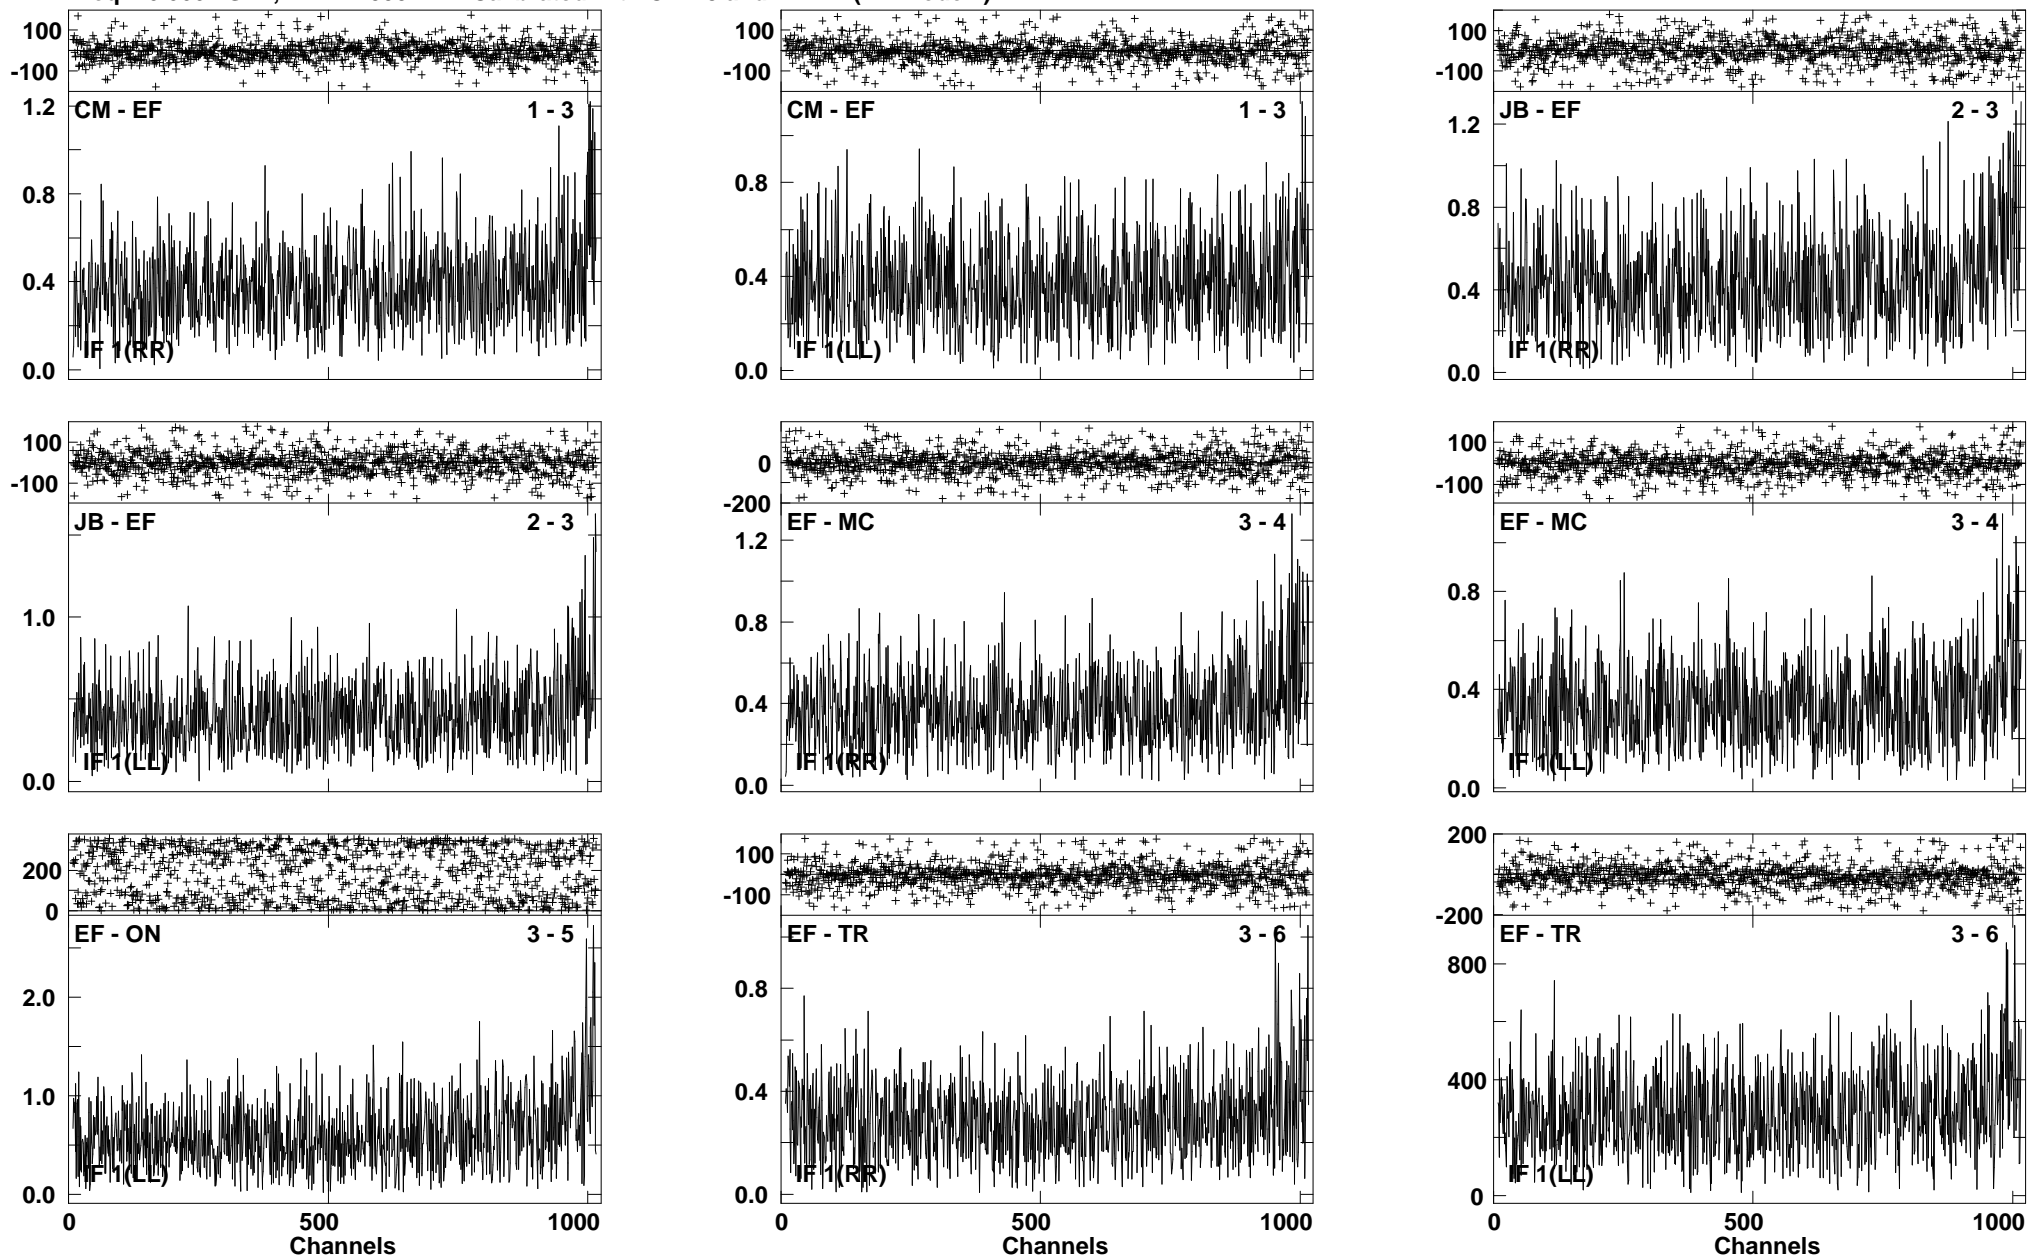 100
-100
1.2
0.8
0.4
0.0
CM - EF 1 - 3
IF 1(RR)
100
-100
0.8
0.4
0.0
CM - EF 1 - 3
IF 1(LL)
100
-100
1.2
0.8
0.4
0.0
JB - EF 2 - 3
IF 1(RR)
100
-100
1.0
0.0
JB - EF 2 - 3
IF 1(LL)
0
-200
1.2
0.8
0.4
0.0
EF - MC 3 - 4
IF 1(RR)
100
-100
0.8
0.4
0.0
EF - MC 3 - 4
IF 1(LL)
200
0
2.0
1.0
0.0
EF - ON 3 - 5
IF 1(LL)
0 500 1000
Channels
100
-100
0.8
0.4
0.0
EF - TR 3 - 6
IF 1(RR)
0 500 1000
Channels
200
-200
800
400
0
EF - TR 3 - 6
IF 1(LL)
0 500 1000
Channels